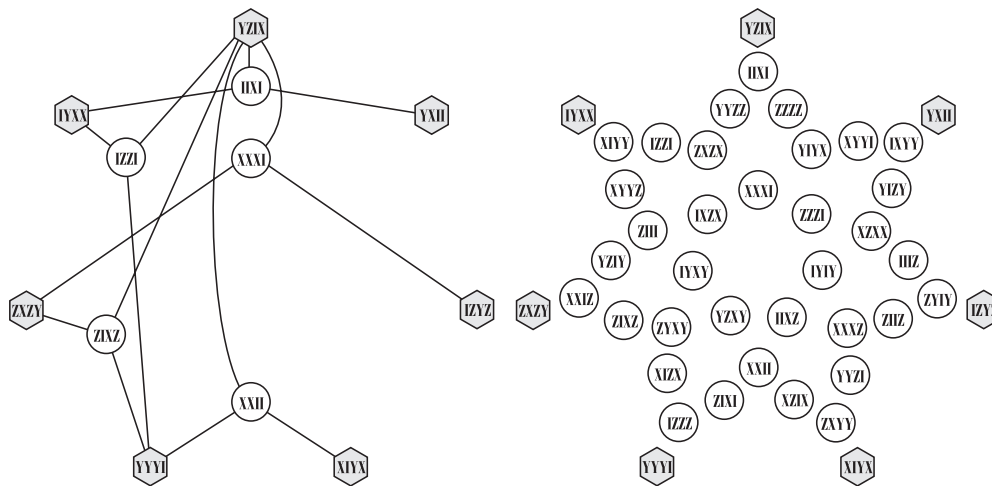 YZIX
IIXI
IYXX
YXII
IZZI
XXXI
ZXZY
IZYZ
ZIXZ
XXII
YYYI
XIYX
YZIX
IIXI
YYZZ
ZZZZ
IYXX
YXII
XIYY
IZZI
ZXZX
YIYX
XYYI
IXYY
XYYZ
XXXI
YIZY
IXZX
ZZZI
ZIII
XZXX
YZIY
IYXY
IYIY
IIIZ
ZXZY
XXIZ
ZYIY
IZY
ZIXZ
ZYXY
YZXY
IIXZ
XXXZ
ZIIZ
XIZX
XXII
YYZI
ZIXI
XZIX
IZZZ
ZXYY
YYYI
XIYX